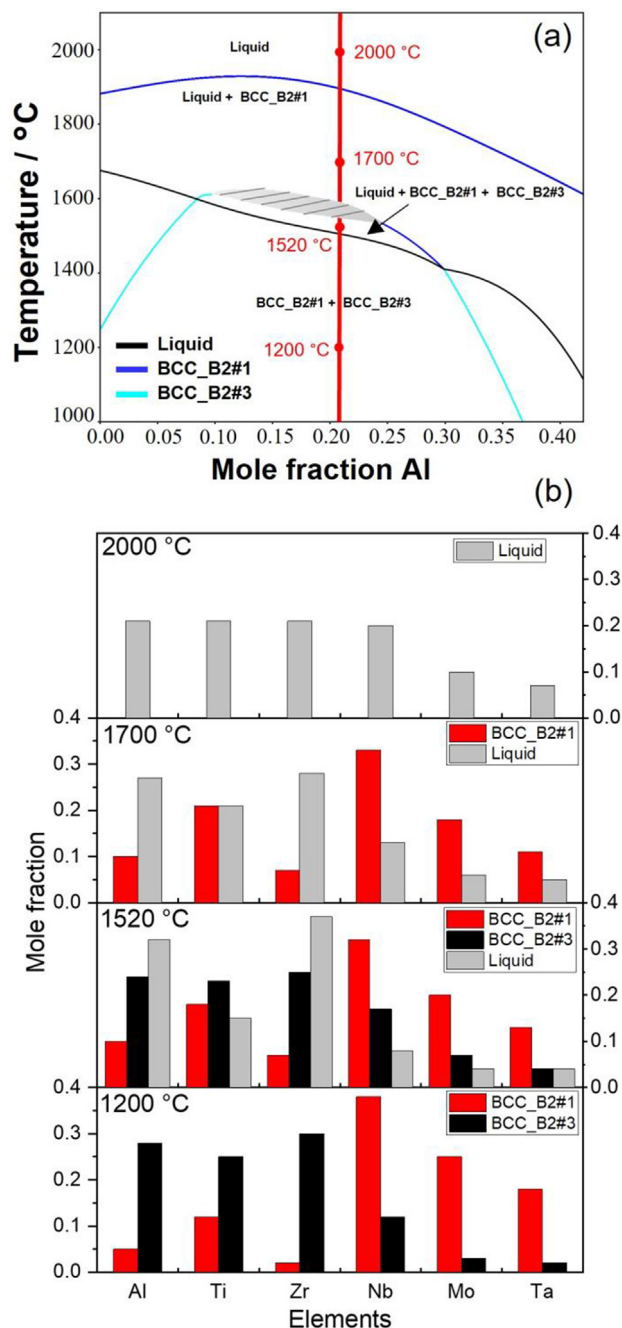 (a)
Temperature / °C
2000
1800
1600
1400
1200
1000
Liquid
2000 °C
Liquid + BCC_B2#1
1700 °C
Liquid + BCC_B2#1 + BCC_B2#3
1520 °C
BCC_B2#1 + BCC_B2#3
1200 °C
Liquid
BCC_B2#1
BCC_B2#3
0.00 0.05 0.10 0.15 0.20 0.25 0.30 0.35 0.40
Mole fraction Al
(b)
2000 °C
Liquid
0.4
0.3
0.2
0.1
0.0
1700 °C
BCC_B2#1
Liquid
0.4
0.3
0.2
0.1
0.0
Mole fraction
1520 °C
BCC_B2#1
BCC_B2#3
Liquid
0.4
0.3
0.2
0.1
0.0
1200 °C
BCC_B2#1
BCC_B2#3
0.4
0.3
0.2
0.1
0.0
Al Ti Zr Nb Mo Ta
Elements